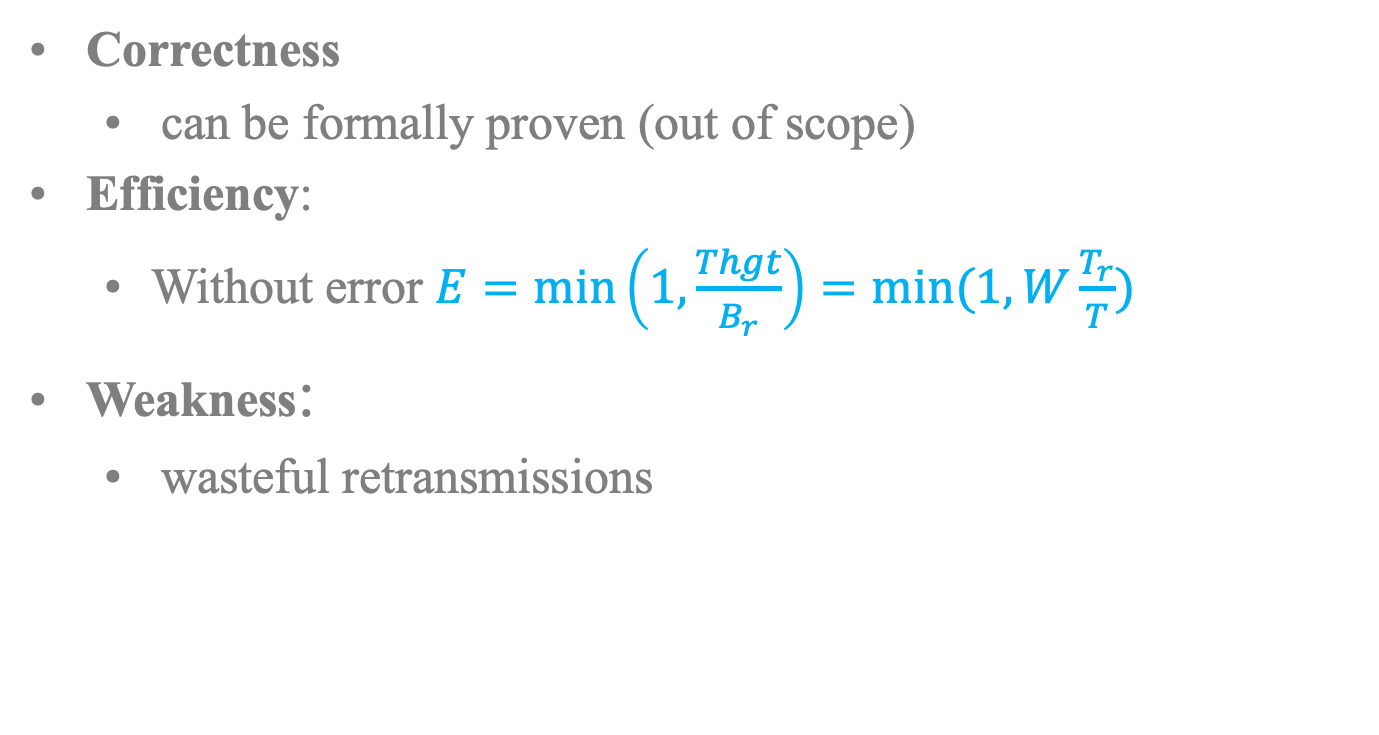 • Correctness
• can be formally proven (out of scope)
• Efficiency:
• Without error E = min(1, Thgt/B_r) = min(1, W T_r/T)
• Weakness:
• wasteful retransmissions